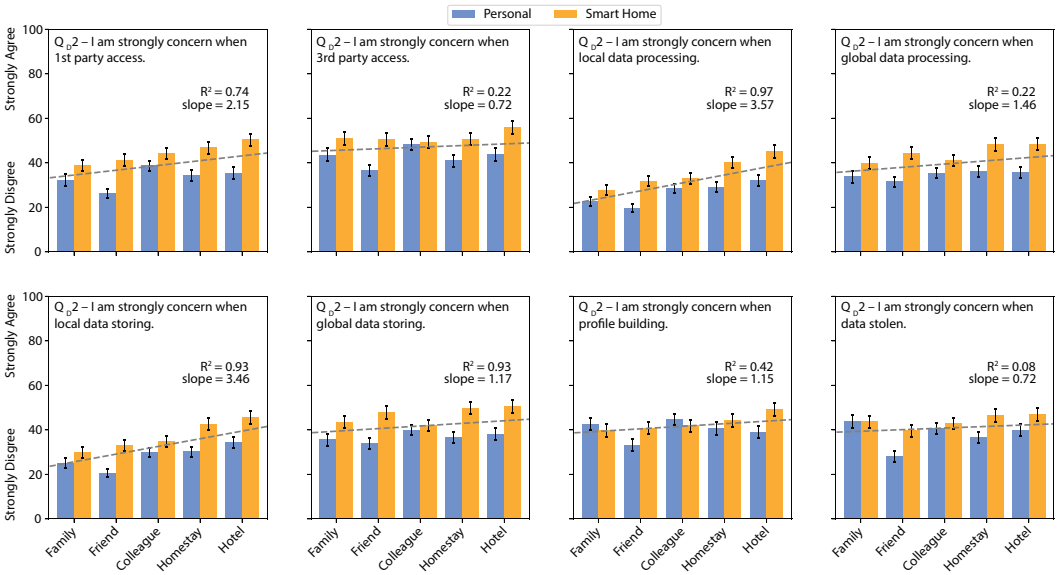 Personal Smart Home
Strongly Disgree Strongly Agree
100
80
60
40
20
0
Q D2 – I am strongly concern when
1st party access.
R² = 0.74
slope = 2.15
Q D2 – I am strongly concern when
3rd party access.
R² = 0.22
slope = 0.72
Q D2 – I am strongly concern when
local data processing.
R² = 0.97
slope = 3.57
Q D2 – I am strongly concern when
global data processing.
R² = 0.22
slope = 1.46
Strongly Disgree Strongly Agree
100
80
60
40
20
0
Q D2 – I am strongly concern when
local data storing.
R² = 0.93
slope = 3.46
Q D2 – I am strongly concern when
global data storing.
R² = 0.93
slope = 1.17
Q D2 – I am strongly concern when
profile building.
R² = 0.42
slope = 1.15
Q D2 – I am strongly concern when
data stolen.
R² = 0.08
slope = 0.72
Family Friend Colleague Homestay Hotel
Family Friend Colleague Homestay Hotel
Family Friend Colleague Homestay Hotel
Family Friend Colleague Homestay Hotel